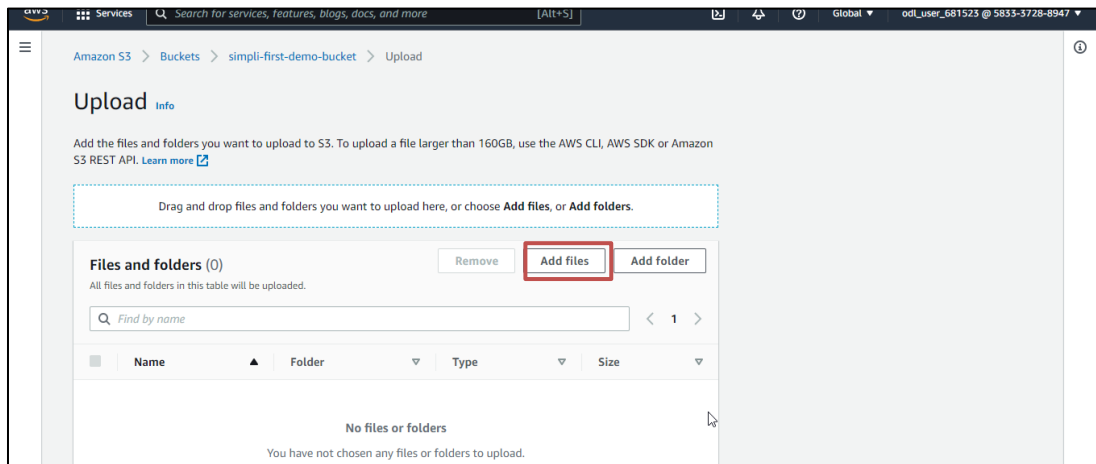 aws Services Search for services, features, blogs, docs, and more [Alt+S] Global odl_user_681523 @ 5833-3728-8947
Amazon S3 > Buckets > simpli-first-demo-bucket > Upload
Upload Info
Add the files and folders you want to upload to S3. To upload a file larger than 160GB, use the AWS CLI, AWS SDK or Amazon
S3 REST API. Learn more
Drag and drop files and folders you want to upload here, or choose Add files, or Add folders.
Files and folders (0) Remove Add files Add folder
All files and folders in this table will be uploaded.
Find by name < 1 >
Name Folder Type Size
No files or folders
You have not chosen any files or folders to upload.